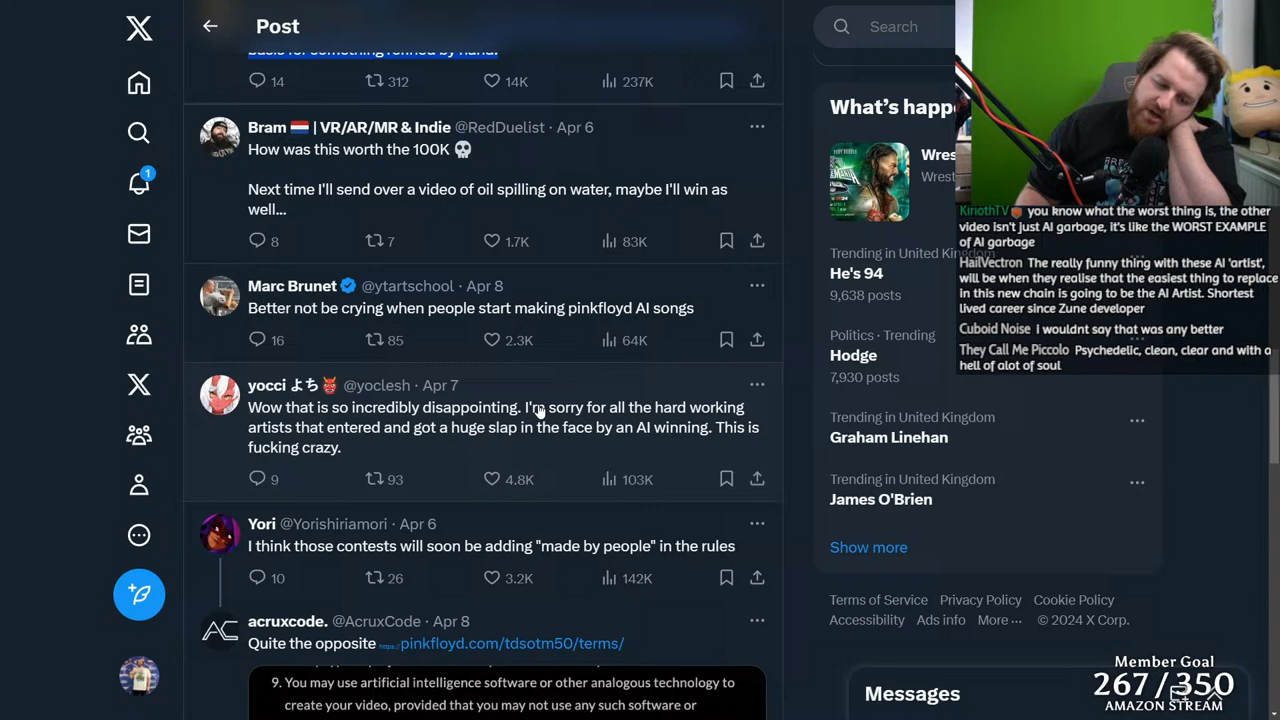 Post
basic for something refined by hand.
14 312 14K 237K
Bram 🇳🇱 | VR/AR/MR & Indie @RedDuelist · Apr 6
How was this worth the 100K 💀
Next time I'll send over a video of oil spilling on water, maybe I'll win as
well...
8 7 1.7K 83K
Marc Brunet @ytartschool · Apr 8
Better not be crying when people start making pinkfloyd AI songs
16 85 2.3K 64K
yocci よち👹 @yoclesh · Apr 7
Wow that is so incredibly disappointing. I'm sorry for all the hard working
artists that entered and got a huge slap in the face by an AI winning. This is
fucking crazy.
9 93 4.8K 103K
Yori @Yorishiriamori · Apr 6
I think those contests will soon be adding "made by people" in the rules
10 26 3.2K 142K
acruxcode. @AcruxCode · Apr 8
Quite the opposite https://pinkfloyd.com/tdsotm50/terms/
9. You may use artificial intelligence software or other analogous technology to
create your video, provided that you may not use any such software or
1
Search
What's happe
Wres
Wrest
Trending in United Kingdom
He's 94
9,638 posts
Politics · Trending
Hodge
7,930 posts
Trending in United Kingdom
Graham Linehan
Trending in United Kingdom
James O'Brien
Show more
Terms of Service Privacy Policy Cookie Policy
Accessibility Ads info More ··· © 2024 X Corp.
Messages
KiriothTV you know what the worst thing is, the other
video isn't just AI garbage, it's like the WORST EXAMPLE
of AI garbage
HailVectron The really funny thing with these AI 'artist',
will be when they realise that the easiest thing to replace
in this new chain is going to be the AI Artist. Shortest
lived career since Zune developer
Cuboid Noise i wouldnt say that was any better
They Call Me Piccolo Psychedelic, clean, clear and with a
hell of alot of soul
Member Goal
267/350
AMAZON STREAM